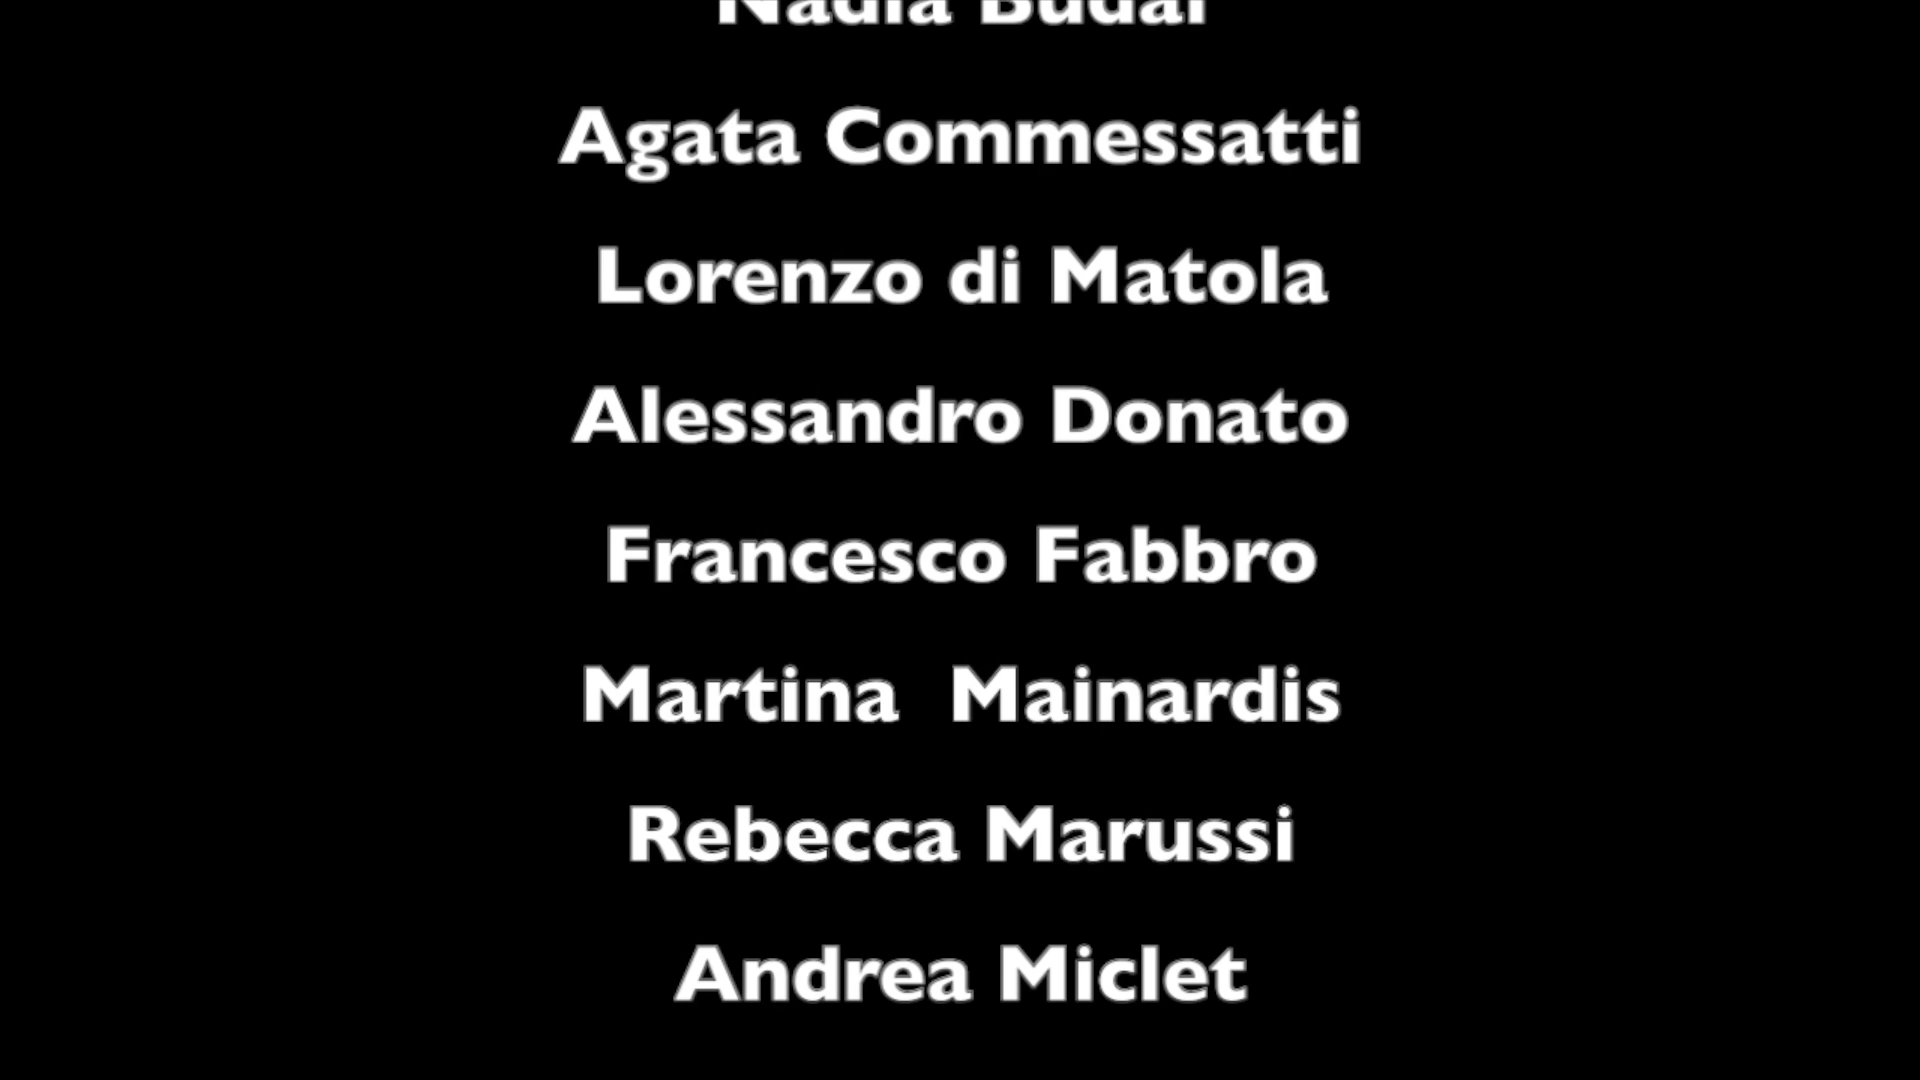 Nadia Budai
Agata Commessatti
Lorenzo di Matola
Alessandro Donato
Francesco Fabbro
Martina  Mainardis
Rebecca Marussi
Andrea Miclet